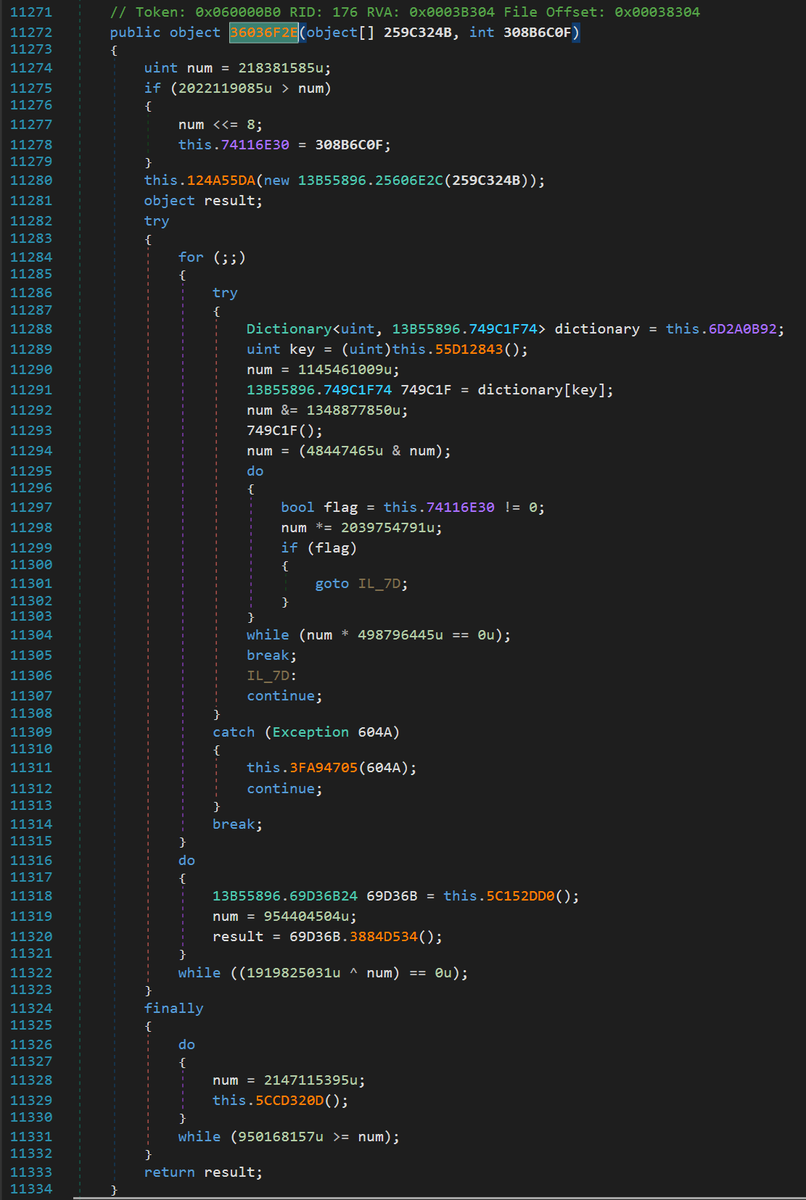 11271 // Token: 0x060000B0 RID: 176 RVA: 0x0003B304 File Offset: 0x00038304
11272 public object 36036F2E(object[] 259C324B, int 308B6C0F)
11273 {
11274 uint num = 218381585u;
11275 if (2022119085u > num)
11276 {
11277 num <<= 8;
11278 this.74116E30 = 308B6C0F;
11279 }
11280 this.124A55DA(new 13B55896.25606E2C(259C324B));
11281 object result;
11282 try
11283 {
11284 for (;;)
11285 {
11286 try
11287 {
11288 Dictionary<uint, 13B55896.749C1F74> dictionary = this.6D2A0B92;
11289 uint key = (uint)this.55D12843();
11290 num = 1145461009u;
11291 13B55896.749C1F74 749C1F = dictionary[key];
11292 num &= 1348877850u;
11293 749C1F();
11294 num = (48447465u & num);
11295 do
11296 {
11297 bool flag = this.74116E30 != 0;
11298 num *= 2039754791u;
11299 if (flag)
11300 {
11301 goto IL_7D;
11302 }
11303 }
11304 while (num * 498796445u == 0u);
11305 break;
11306 IL_7D:
11307 continue;
11308 }
11309 catch (Exception 604A)
11310 {
11311 this.3FA94705(604A);
11312 continue;
11313 }
11314 break;
11315 }
11316 do
11317 {
11318 13B55896.69D36B24 69D36B = this.5C152DD0();
11319 num = 954404504u;
11320 result = 69D36B.3884D534();
11321 }
11322 while ((1919825031u ^ num) == 0u);
11323 }
11324 finally
11325 {
11326 do
11327 {
11328 num = 2147115395u;
11329 this.5CCD320D();
11330 }
11331 while (950168157u >= num);
11332 }
11333 return result;
11334 }